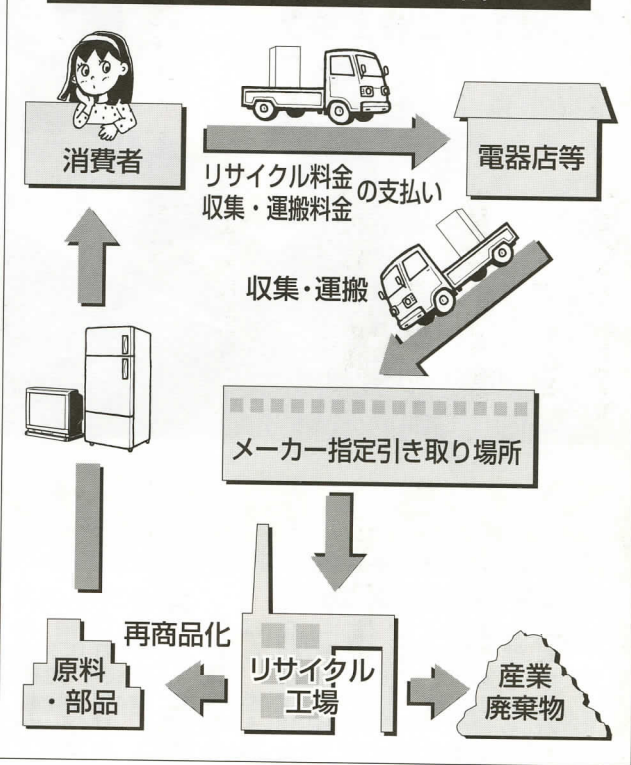 消費者
リサイクル料金
収集・運搬料金
の支払い
電器店等
収集・運搬
メーカー指定引き取り場所
再商品化
原料
・部品
リサイクル
工場
産業
廃棄物